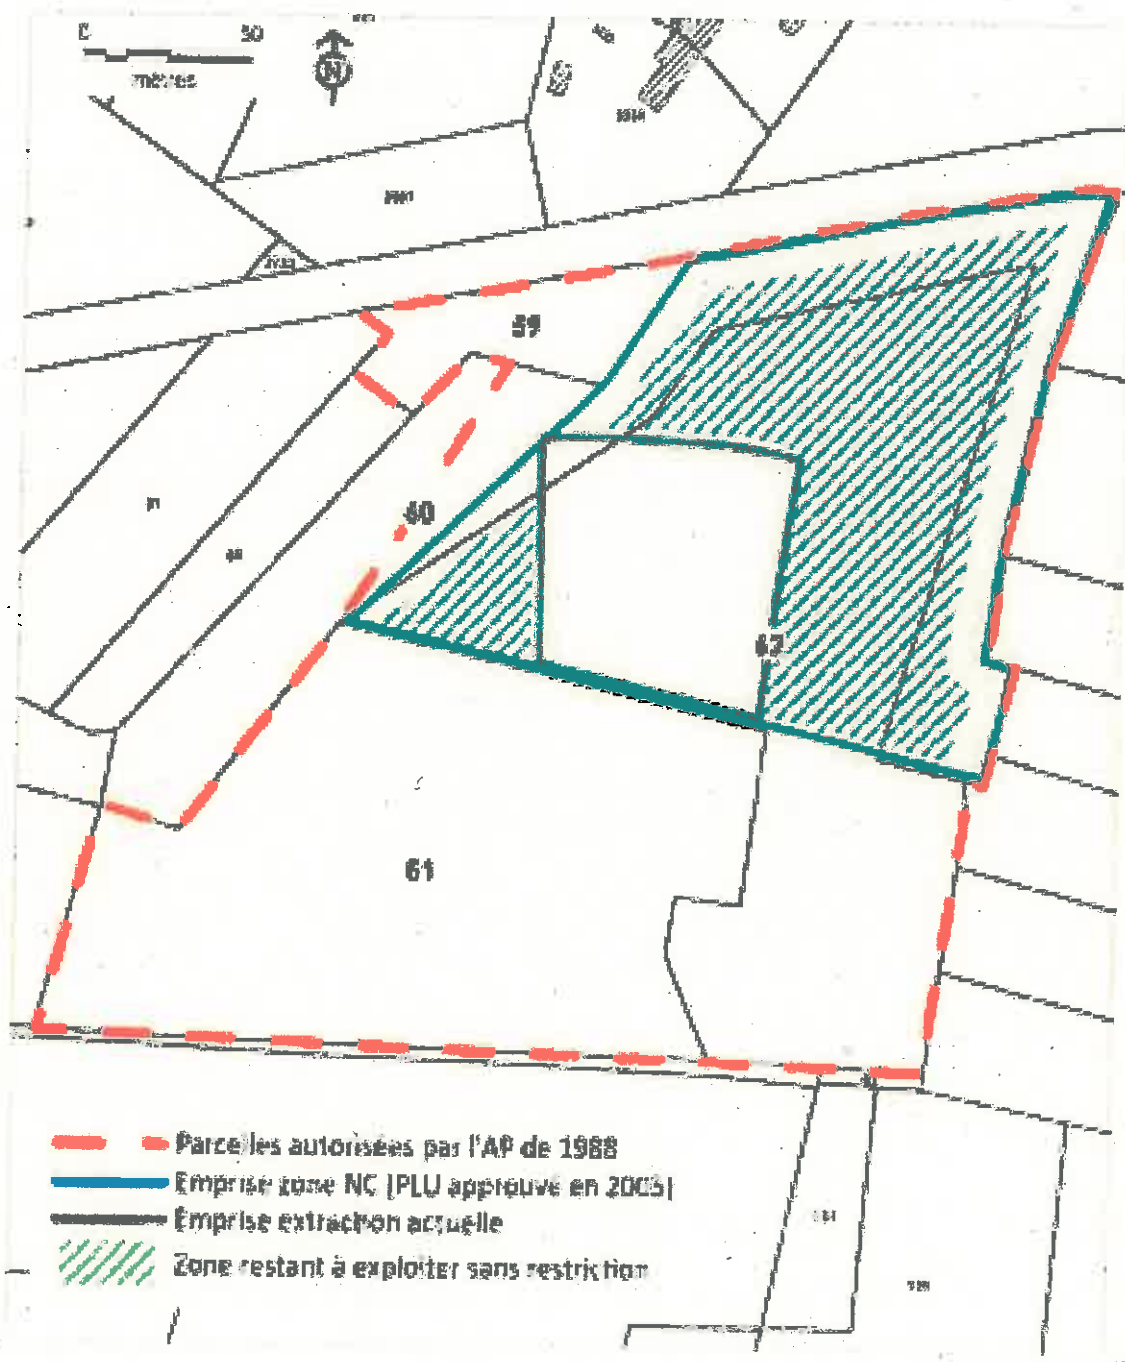 0 50
mètres
N
59
60
62
61
Parcelles autorisées par l'AP de 1988
Emprise zone NC (PLU approuvé en 2005)
Emprise extraction actuelle
Zone restant à exploiter sans restriction